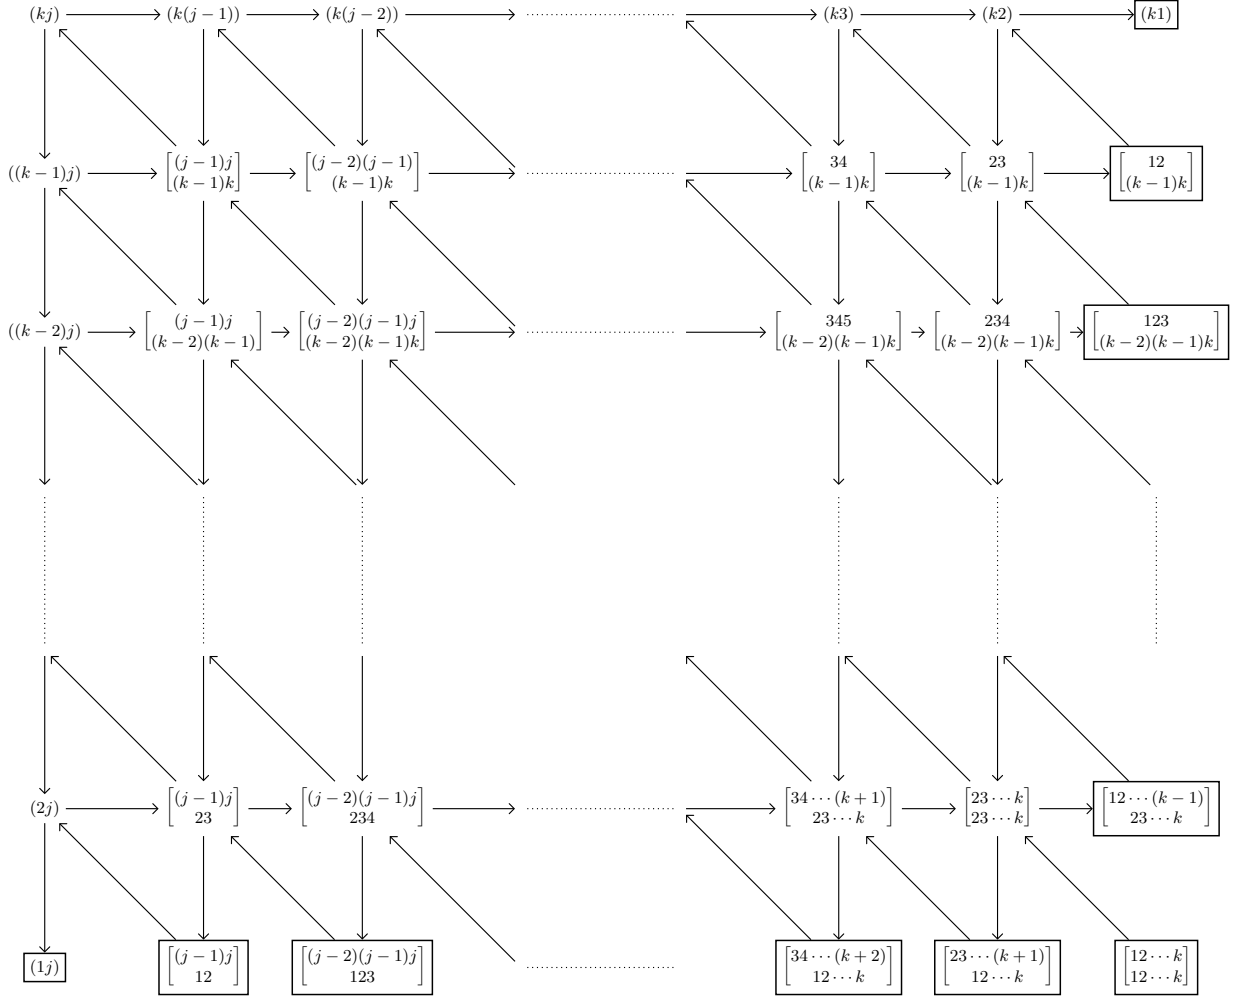 (kj) (k(j − 1)) (k(j − 2)) (k3) (k2) (k1)
((k − 1)j) [(j − 1)j (j − 2)(j − 1) 34 23 12
(k − 1)k] (k − 1)k (k − 1)k (k − 1)k (k − 1)k
((k − 2)j) (j − 1)j (j − 2)(j − 1)j 345 234 123
(k − 2)(k − 1) (k − 2)(k − 1)k (k − 2)(k − 1)k (k − 2)(k − 1)k (k − 2)(k − 1)k
(2j) (j − 1)j (j − 2)(j − 1)j 34 · · · (k + 1) 23 · · · k 12 · · · (k − 1)
23 234 23 · · · k 23 · · · k 23 · · · k
(1j) (j − 1)j (j − 2)(j − 1)j 34 · · · (k + 2) 23 · · · (k + 1) 12 · · · k
12 123 12 · · · k 12 · · · k 12 · · · k